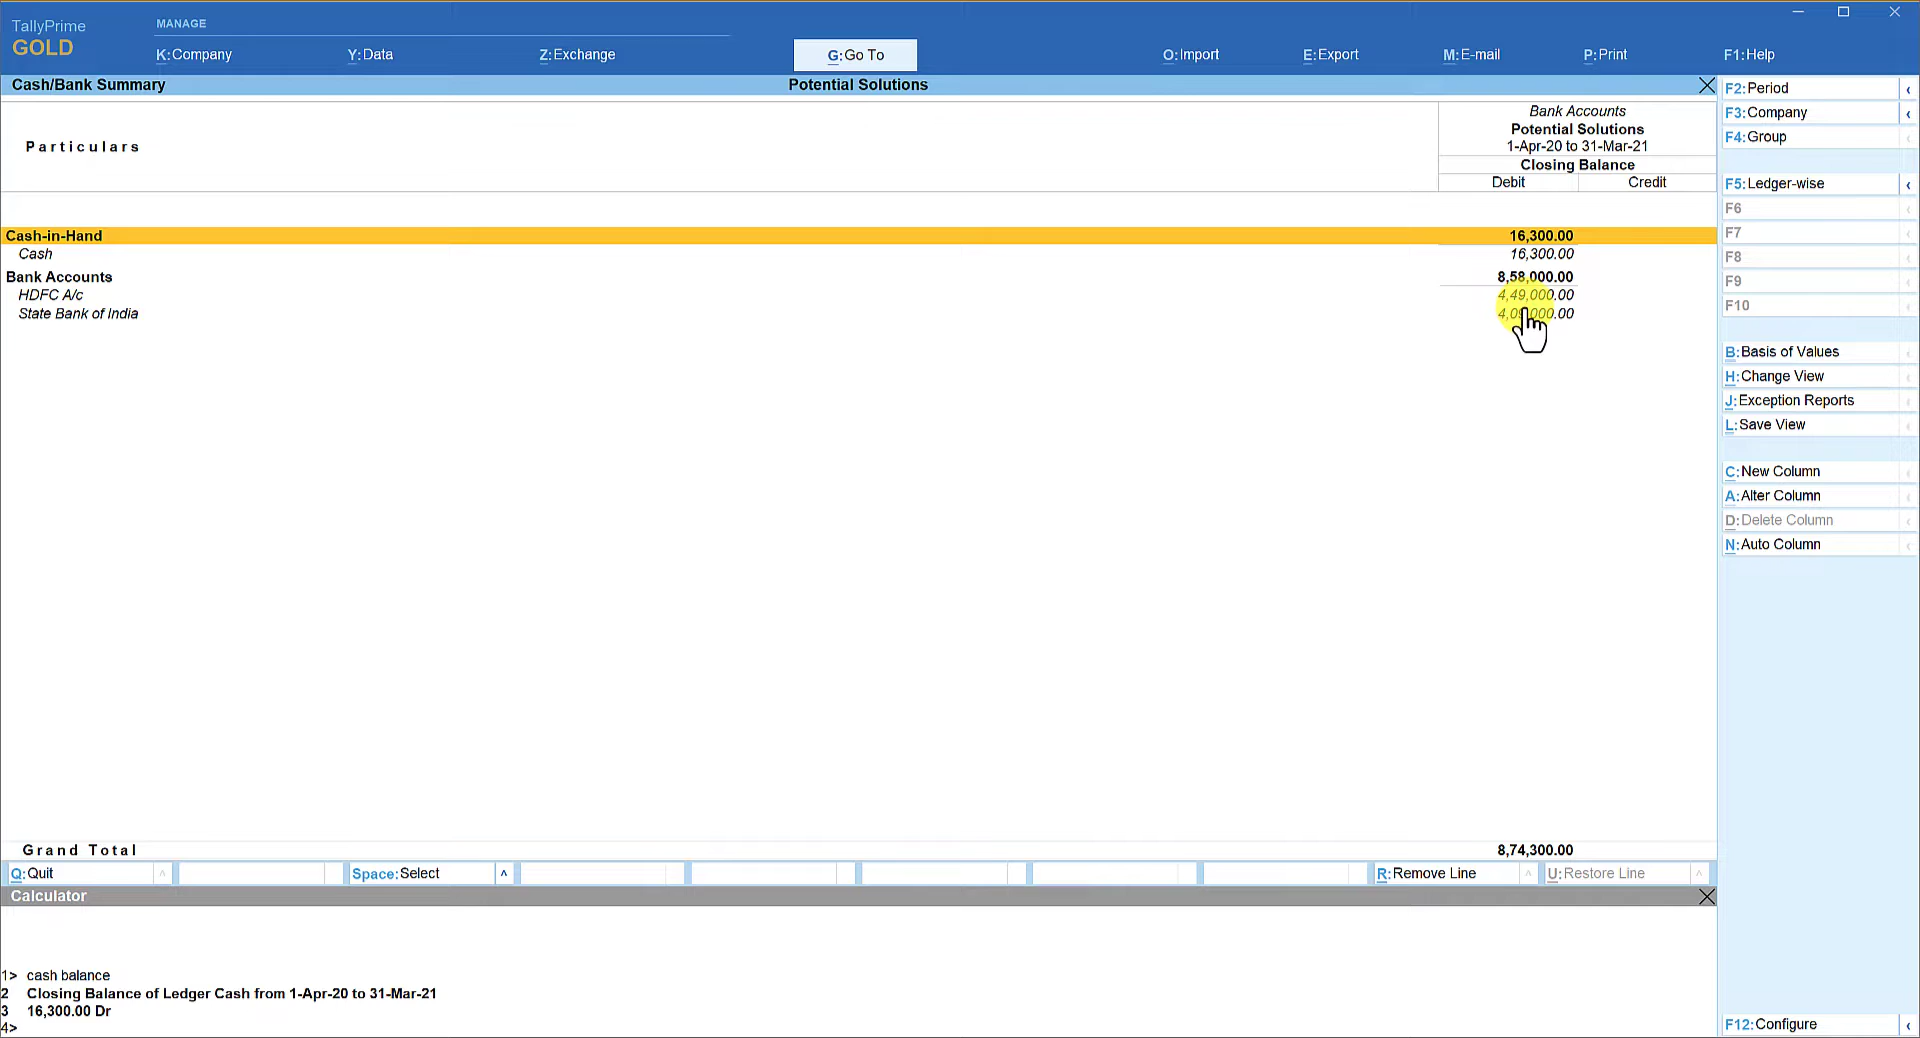 TallyPrime
GOLD
MANAGE
K:Company
Y:Data
Z:Exchange
G:Go To
O:Import
E:Export
M:E-mail
P:Print
F1:Help
Cash/Bank Summary
Potential Solutions
Particulars
Bank Accounts
Potential Solutions
1-Apr-20 to 31-Mar-21
Closing Balance
Debit Credit
Cash-in-Hand 16,300.00
Cash 16,300.00
Bank Accounts 8,58,000.00
HDFC A/c 4,49,000.00
State Bank of India 4,09,000.00
Grand Total 8,74,300.00
Q:Quit
Space:Select
R:Remove Line
U:Restore Line
Calculator
1> cash balance
2 Closing Balance of Ledger Cash from 1-Apr-20 to 31-Mar-21
3 16,300.00 Dr
4>
F2:Period
F3:Company
F4:Group
F5:Ledger-wise
F6
F7
F8
F9
F10
B:Basis of Values
H:Change View
J:Exception Reports
L:Save View
C:New Column
A:Alter Column
D:Delete Column
N:Auto Column
F12:Configure